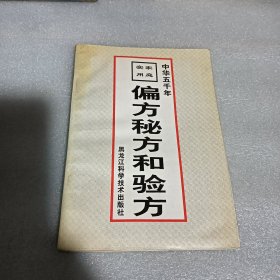 中华五千年
家庭
实用
偏方秘方和验方
黑龙江科学技术出版社